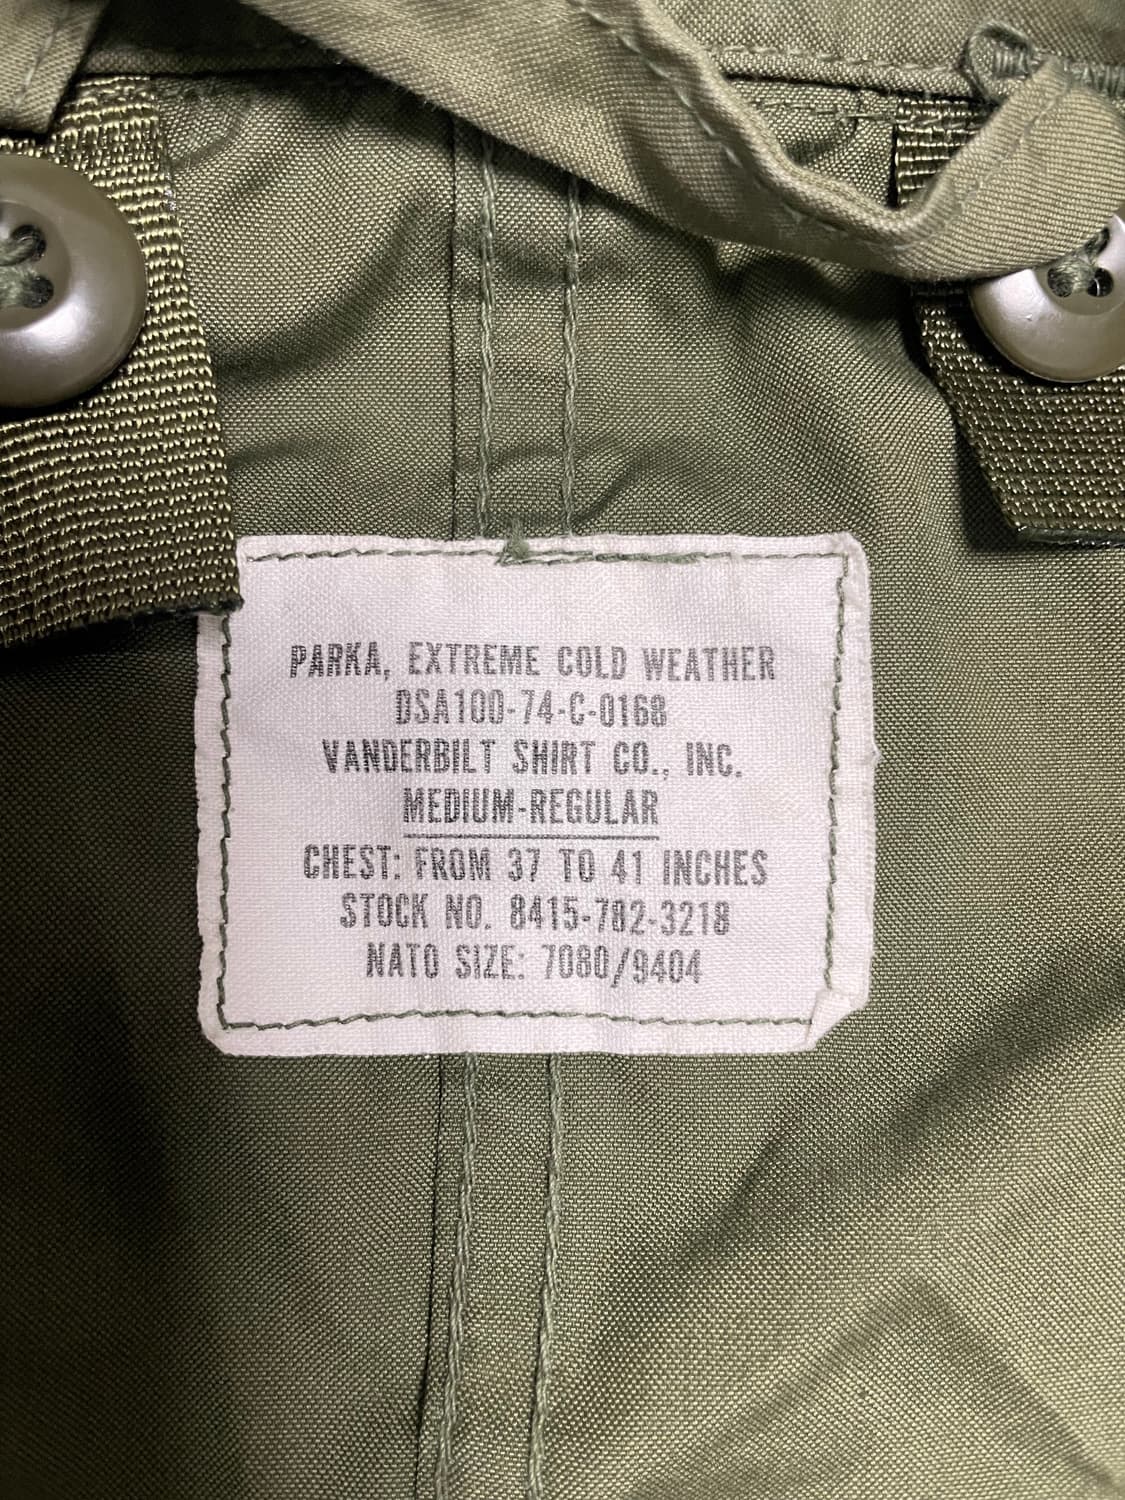 PARKA, EXTREME COLD WEATHER
DSA100-74-C-0168
VANDERBILT SHIRT CO., INC.
MEDIUM-REGULAR
CHEST: FROM 37 TO 41 INCHES
STOCK NO. 8415-782-3218
NATO SIZE: 7080/9404